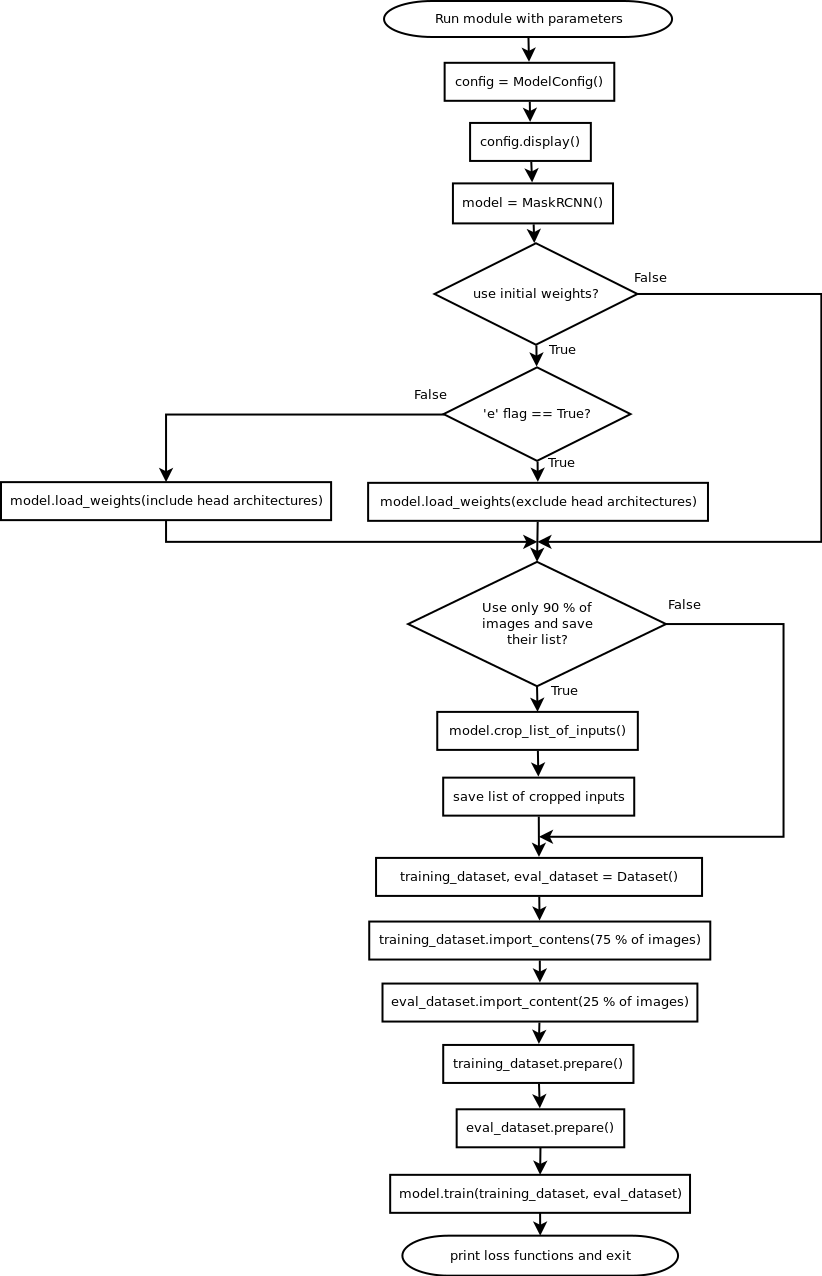 Run module with parameters
config = ModelConfig()
config.display()
model = MaskRCNN()
False
use initial weights?
True
False
'e' flag == True?
True
model.load_weights(include head architectures)
model.load_weights(exclude head architectures)
False
Use only 90 % of
images and save
their list?
True
model.crop_list_of_inputs()
save list of cropped inputs
training_dataset, eval_dataset = Dataset()
training_dataset.import_contens(75 % of images)
eval_dataset.import_content(25 % of images)
training_dataset.prepare()
eval_dataset.prepare()
model.train(training_dataset, eval_dataset)
print loss functions and exit